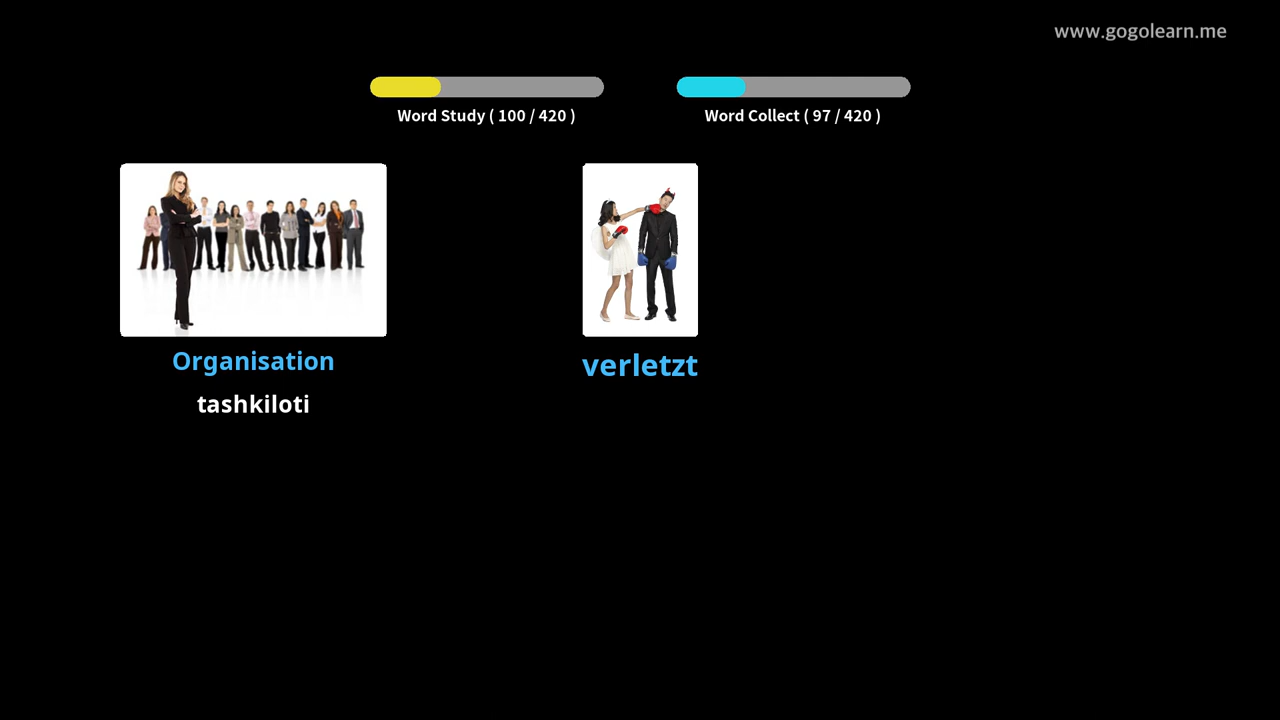 www.gogolearn.me
Word Study ( 100 / 420 )
Word Collect ( 97 / 420 )
Organisation
tashkiloti
verletzt